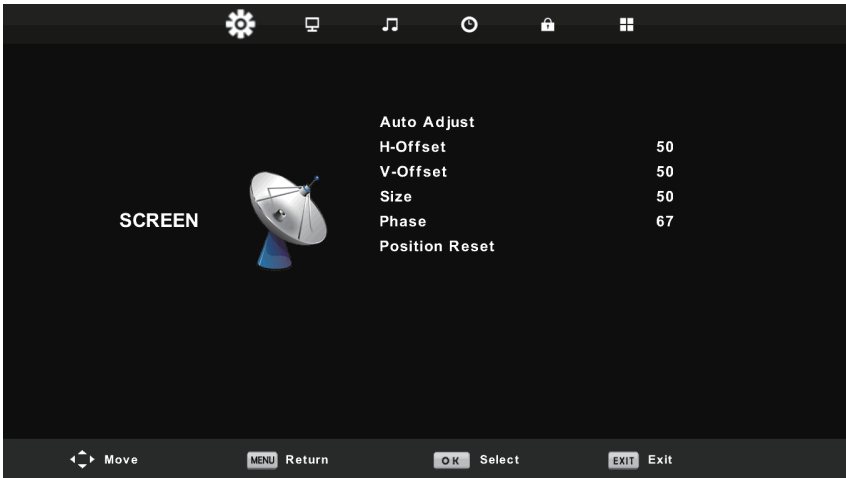 SCREEN
Auto Adjust
H-Offset 50
V-Offset 50
Size 50
Phase 67
Position Reset
Move MENU Return OK Select EXIT Exit